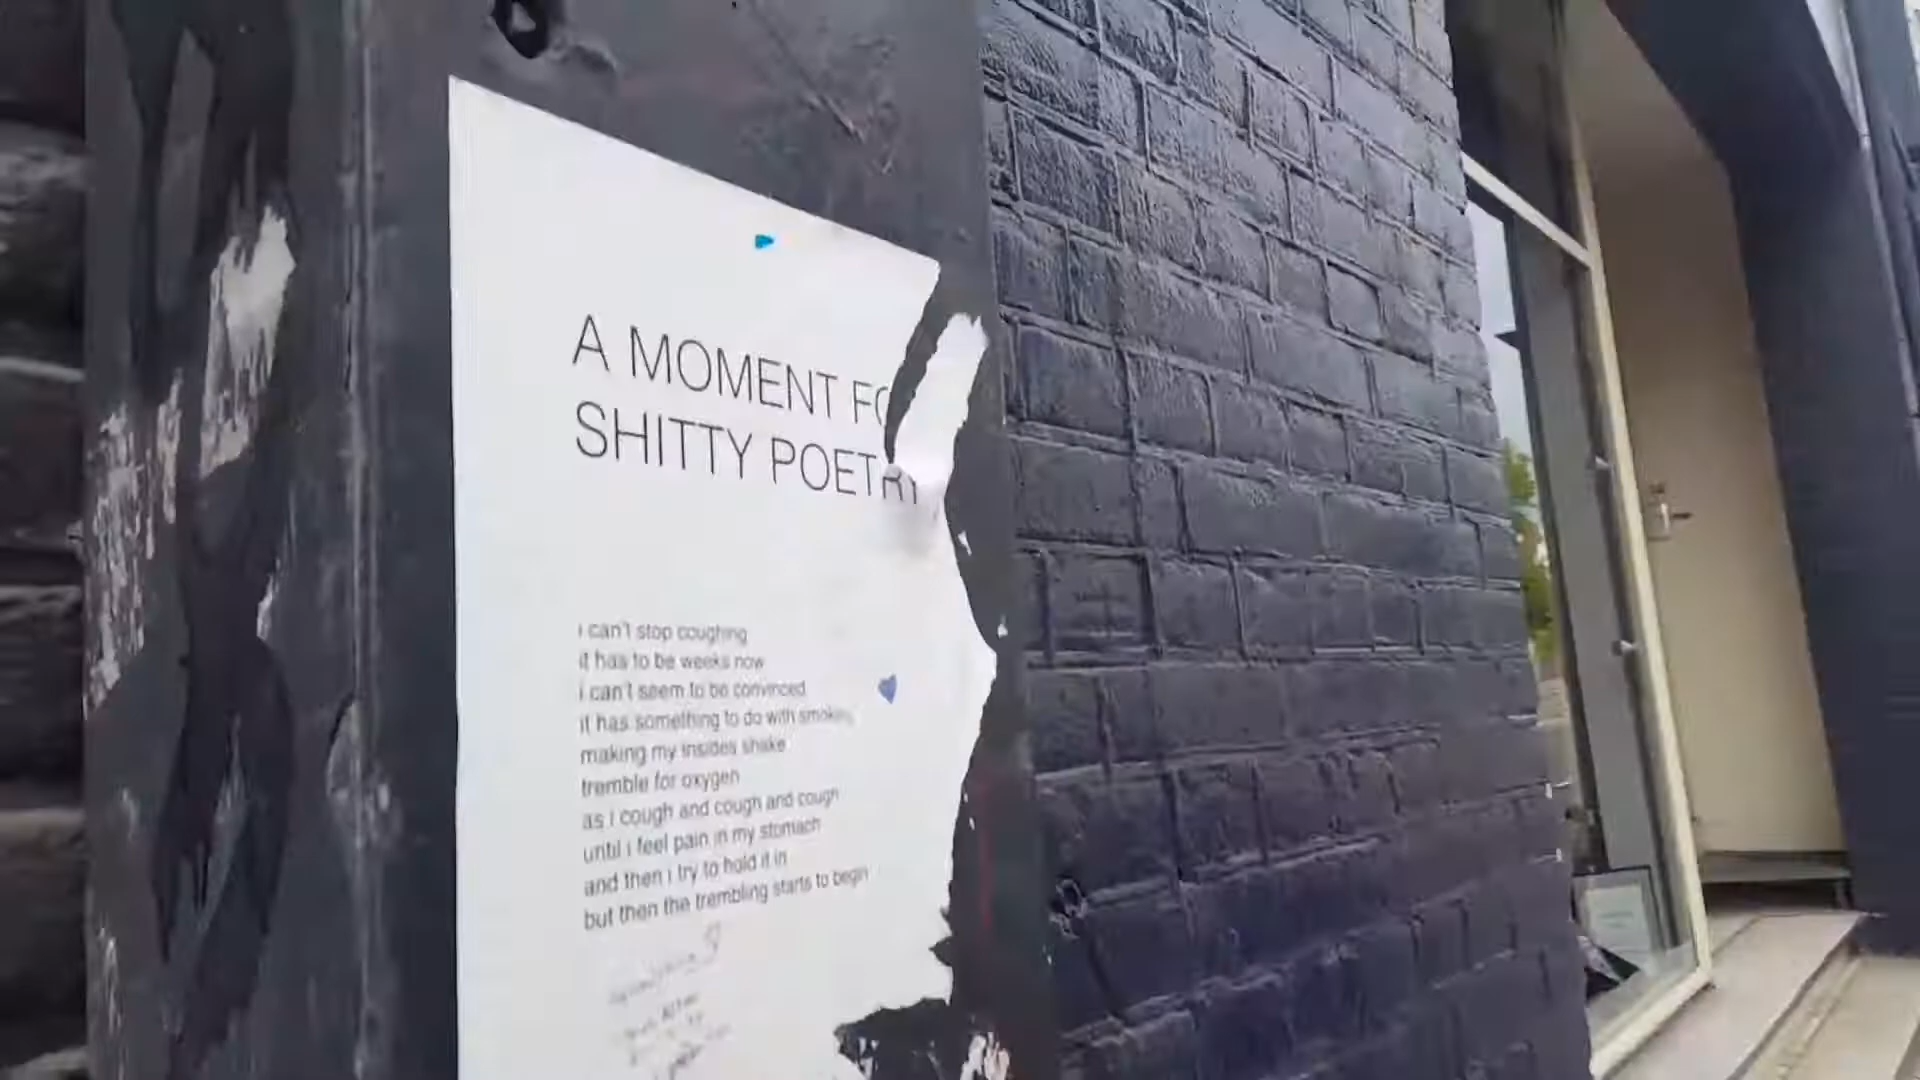 A MOMENT FO
SHITTY POETRY
i can't stop coughing
it has to be weeks now
i can't seem to be convinced
it has something to do with smoking
making my insides shake
tremble for oxygen
as i cough and cough and cough
until i feel pain in my stomach
and then i try to hold it in
but then the trembling starts to begin